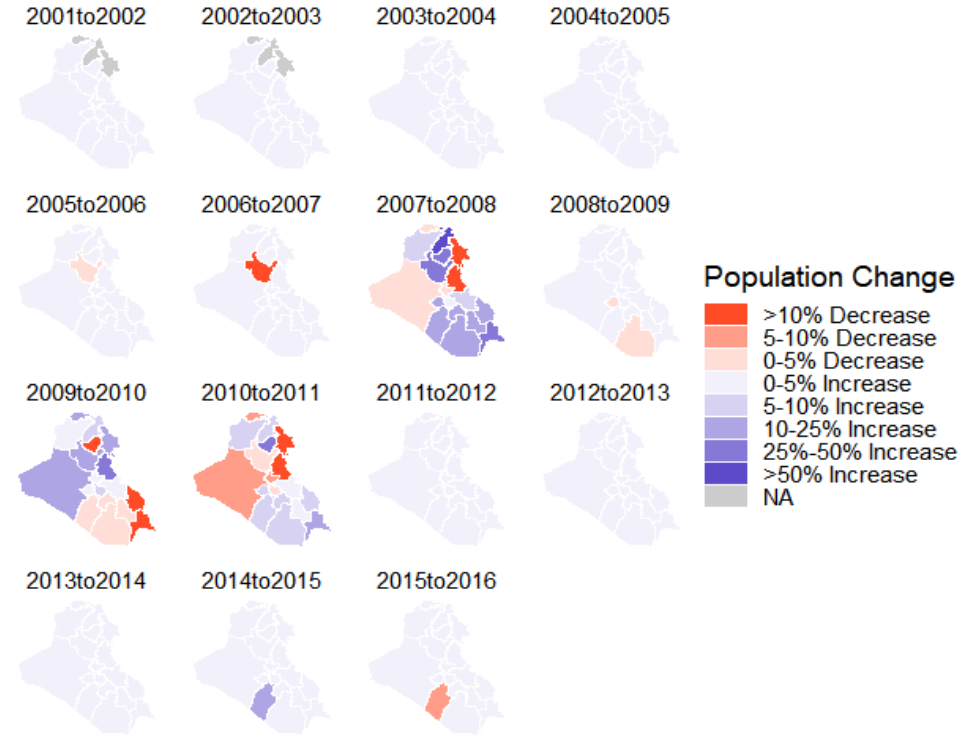 2001to2002
2002to2003
2003to2004
2004to2005
2005to2006
2006to2007
2007to2008
2008to2009
2009to2010
2010to2011
2011to2012
2012to2013
2013to2014
2014to2015
2015to2016
Population Change
>10% Decrease
5-10% Decrease
0-5% Decrease
0-5% Increase
5-10% Increase
10-25% Increase
25%-50% Increase
>50% Increase
NA